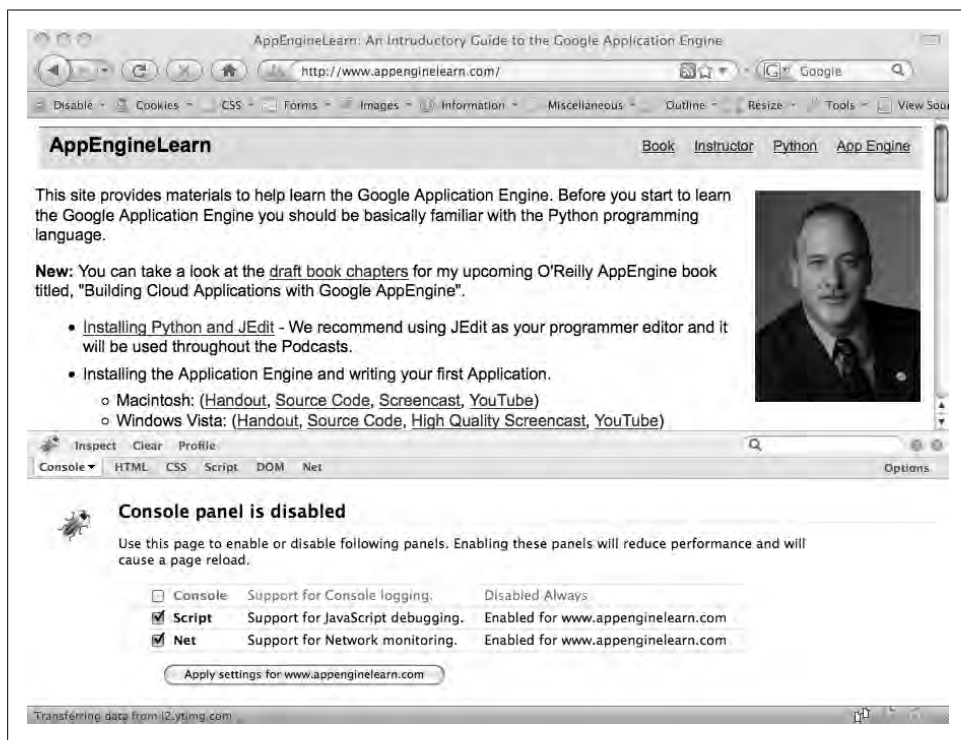 AppEngineLearn: An Intruductory Guide to the Google Application Engine
http://www.appenginelearn.com/
Google
Disable Cookies CSS Forms Images Information Miscellaneous Outline Resize Tools View Sour
AppEngineLearn
Book Instructor Python App Engine
This site provides materials to help learn the Google Application Engine. Before you start to learn
the Google Application Engine you should be basically familiar with the Python programming
language.
New: You can take a look at the draft book chapters for my upcoming O'Reilly AppEngine book
titled, "Building Cloud Applications with Google AppEngine".
• Installing Python and JEdit - We recommend using JEdit as your programmer editor and it
will be used throughout the Podcasts.
• Installing the Application Engine and writing your first Application.
○ Macintosh: (Handout, Source Code, Screencast, YouTube)
○ Windows Vista: (Handout, Source Code, High Quality Screencast, YouTube)
Inspect Clear Profile
Console HTML CSS Script DOM Net Options
Console panel is disabled
Use this page to enable or disable following panels. Enabling these panels will reduce performance and will
cause a page reload.
Console Support for Console logging. Disabled Always
Script Support for JavaScript debugging. Enabled for www.appenginelearn.com
Net Support for Network monitoring. Enabled for www.appenginelearn.com
Apply settings for www.appenginelearn.com
Transferring data from i2.ytimg.com